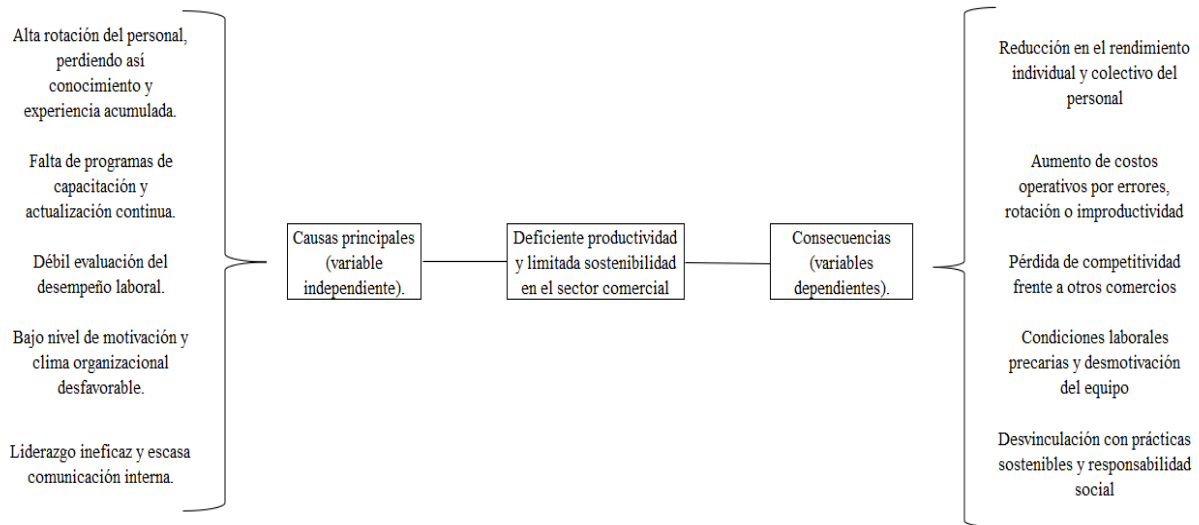 Alta rotación del personal,
perdiendo así
conocimiento y
experiencia acumulada.
Falta de programas de
capacitación y
actualización continua.
Débil evaluación del
desempeño laboral.
Bajo nivel de motivación y
clima organizacional
desfavorable.
Liderazgo ineficaz y escasa
comunicación interna.
Causas principales
(variable
independiente).
Deficiente productividad
y limitada sostenibilidad
en el sector comercial
Consecuencias
(variables
dependientes).
Reducción en el rendimiento
individual y colectivo del
personal
Aumento de costos
operativos por errores,
rotación o improductividad
Pérdida de competitividad
frente a otros comercios
Condiciones laborales
precarias y desmotivación
del equipo
Desvinculación con prácticas
sostenibles y responsabilidad
social